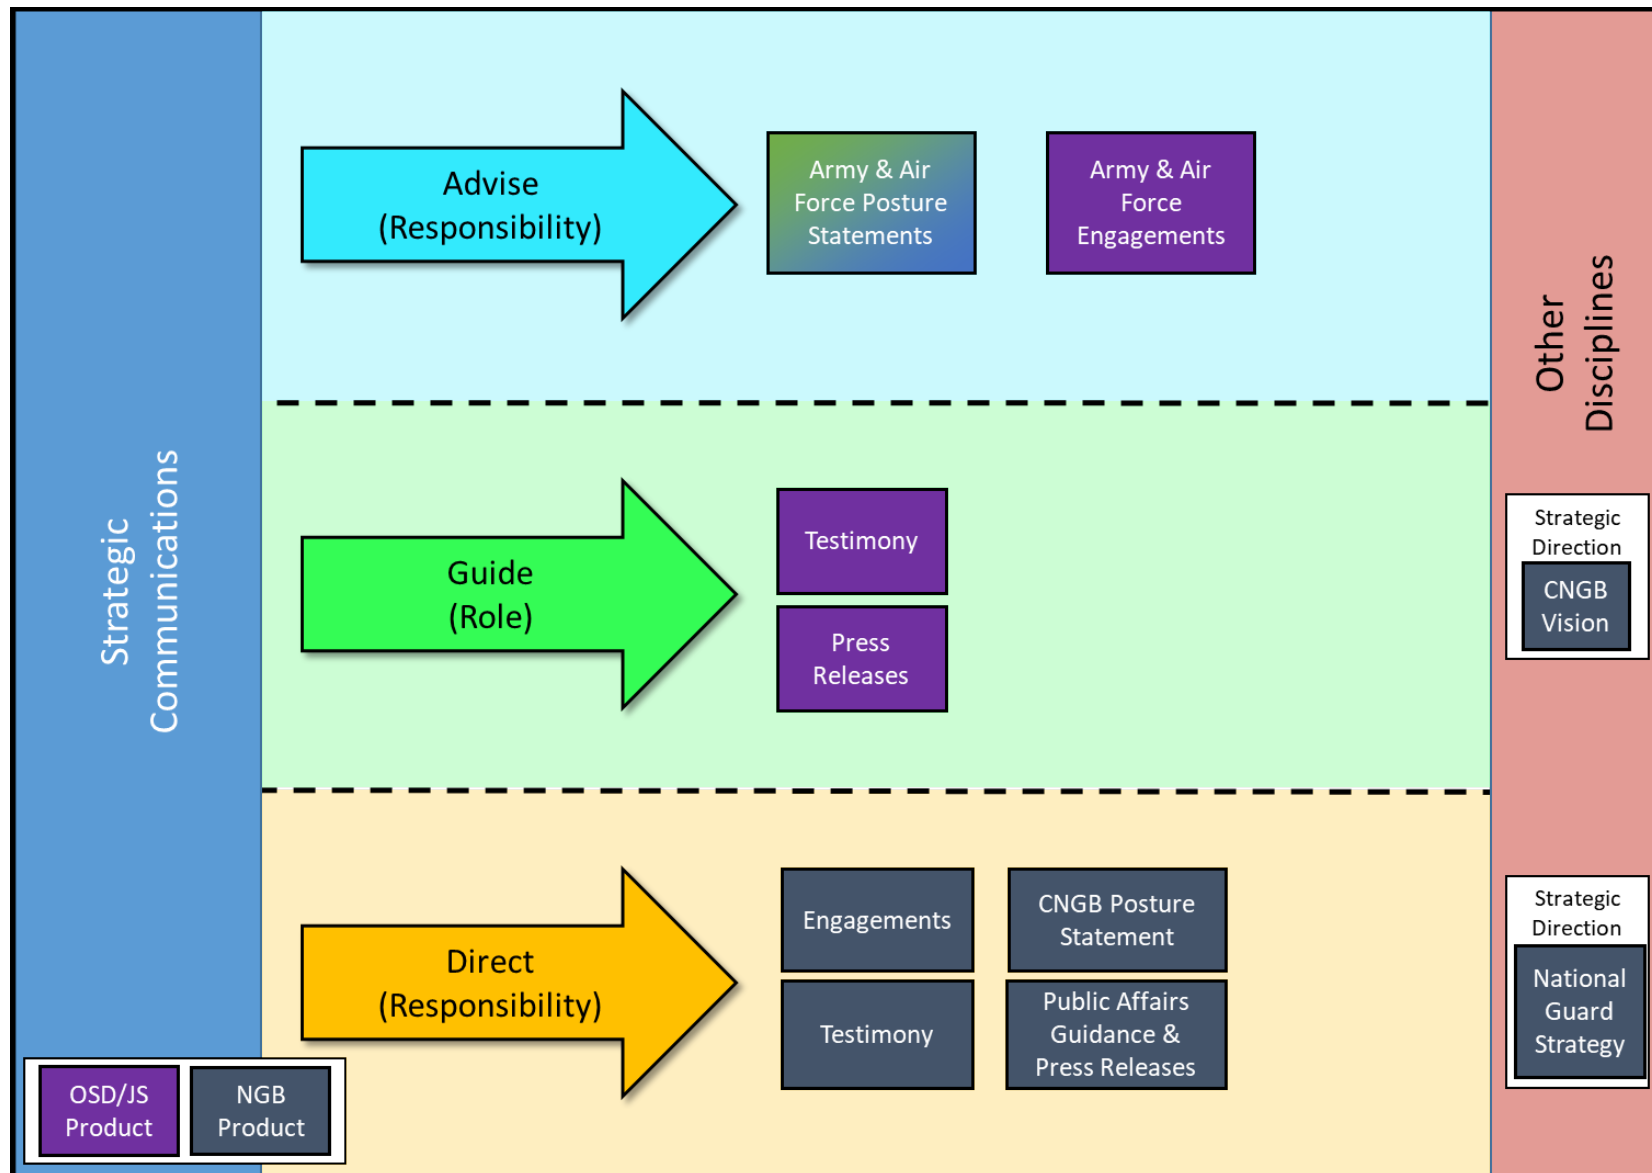 Strategic
Communications
Advise
(Responsibility)
Army & Air
Force Posture
Statements
Army & Air
Force
Engagements
Other
Disciplines
Guide
(Role)
Testimony
Press
Releases
Strategic
Direction
CNGB
Vision
Direct
(Responsibility)
Engagements
CNGB Posture
Statement
Testimony
Public Affairs
Guidance &
Press Releases
Strategic
Direction
National
Guard
Strategy
OSD/JS
Product
NGB
Product